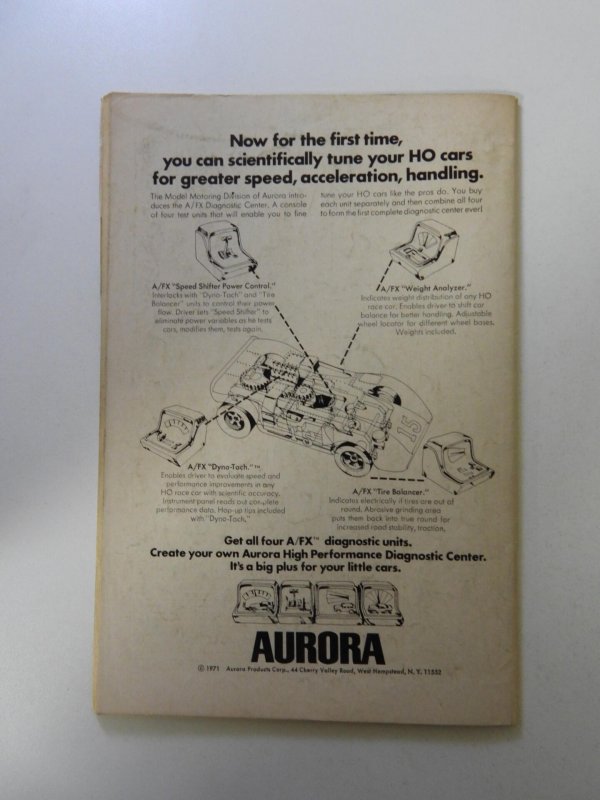 Now for the first time,
you can scientifically tune your HO cars
for greater speed, acceleration, handling.
The Model Motoring Division of Aurora intro-
duces the A/FX Diagnostic Center. A console
of four test units that will enable you to fine
tune your HO cars like the pros do. You buy
each unit separately and then combine all four
to form the first complete diagnostic center ever!
A/FX "Speed Shifter Power Control."
Interlocks with "Dyno-Tach" and "Tire
Balancer" units to control their power
flow. Driver sets "Speed Shifter" to
eliminate power variables as he tests
cars, modifies them, tests again.
A/FX "Weight Analyzer."
Indicates weight distribution of any HO
race car. Enables driver to shift car
balance for better handling. Adjustable
wheel locator for different wheel bases.
Weights included.
15
A/FX "Dyno-Tach."™
Enables driver to evaluate speed and
performance improvements in any
HO race car with scientific accuracy.
Instrument panel reads out complete
performance data. Hop-up tips included
with "Dyno-Tach."
A/FX "Tire Balancer."
Indicates electrically if tires are out of
round. Abrasive grinding area
puts them back into true round for
increased road stability, traction.
Get all four A/FX™ diagnostic units.
Create your own Aurora High Performance Diagnostic Center.
It's a big plus for your little cars.
AURORA
© 1971 Aurora Products Corp., 44 Cherry Valley Road, West Hempstead, N. Y. 11552